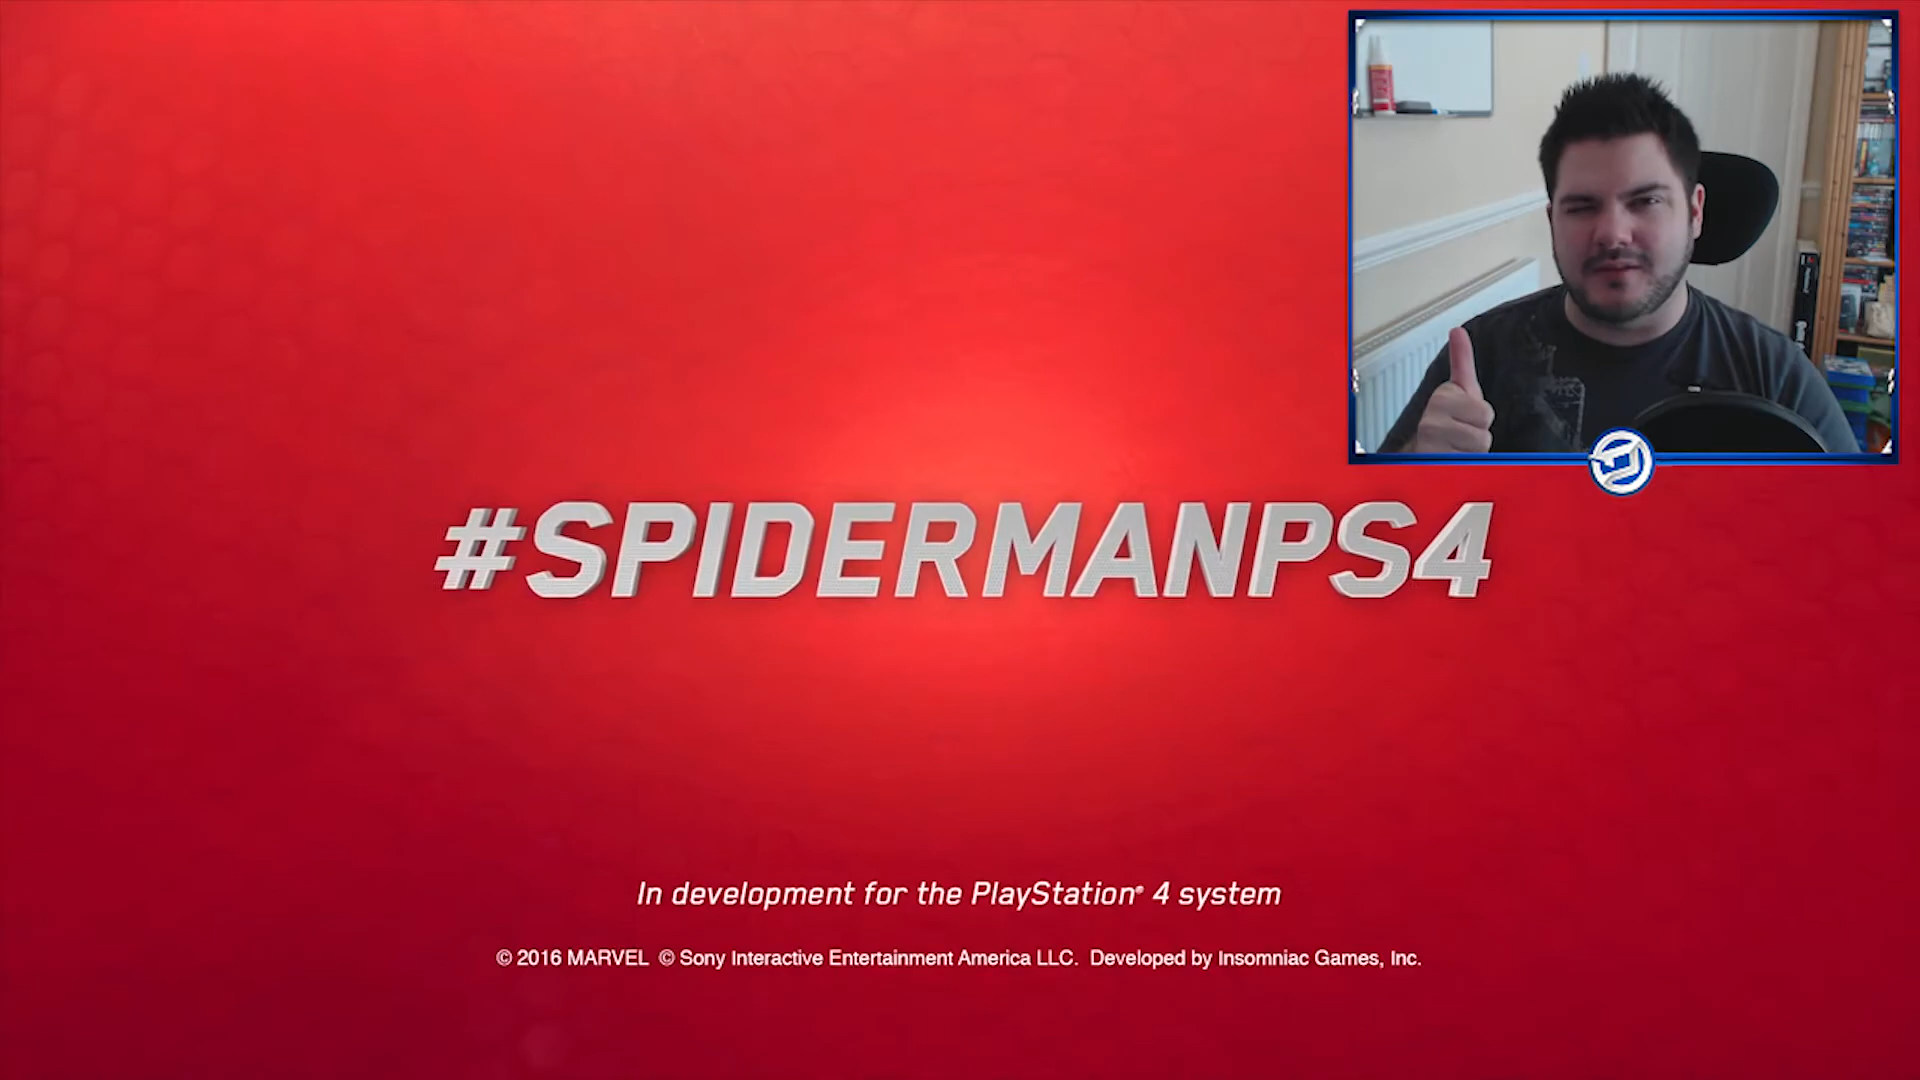 #SPIDERMANPS4
In development for the PlayStation® 4 system
© 2016 MARVEL © Sony Interactive Entertainment America LLC. Developed by Insomniac Games, Inc.